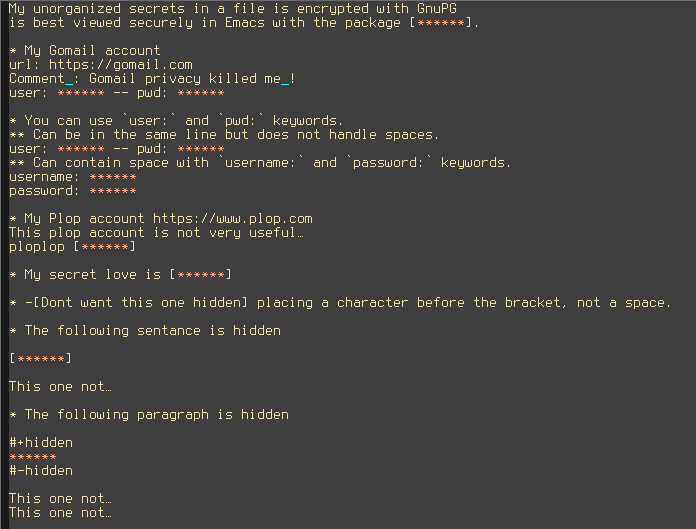 My unorganized secrets in a file is encrypted with GnuPG
is best viewed securely in Emacs with the package [******].
* My Gomail account
url: https://gomail.com
Comment_: Gomail privacy killed me_!
user: ****** -- pwd: ******
* You can use `user:` and `pwd:` keywords.
** Can be in the same line but does not handle spaces.
user: ****** -- pwd: ******
** Can contain space with `username:` and `password:` keywords.
username: ******
password: ******
* My Plop account https://www.plop.com
This plop account is not very useful…
ploplop [******]
* My secret love is [******]
* -[Dont want this one hidden] placing a character before the bracket, not a space.
* The following sentance is hidden
[******]
This one not…
* The following paragraph is hidden
#+hidden
******
#-hidden
This one not…
This one not…